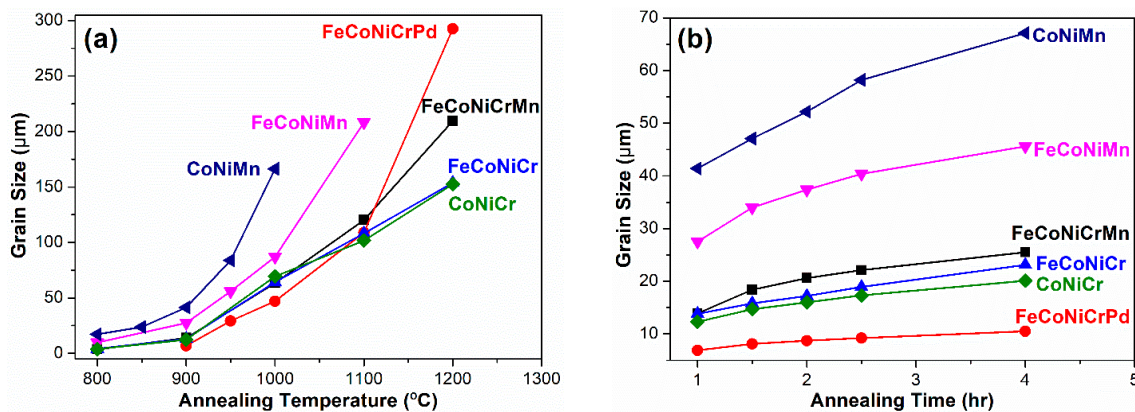 (a)
300
250
200
150
100
50
0
Grain Size (μm)
800 900 1000 1100 1200 1300
Annealing Temperature (ºC)
FeCoNiCrPd
FeCoNiCrMn
FeCoNiMn
CoNiMn
FeCoNiCr
CoNiCr
(b)
70
60
50
40
30
20
10
Grain Size (μm)
1 2 3 4 5
Annealing Time (hr)
CoNiMn
FeCoNiMn
FeCoNiCrMn
FeCoNiCr
CoNiCr
FeCoNiCrPd